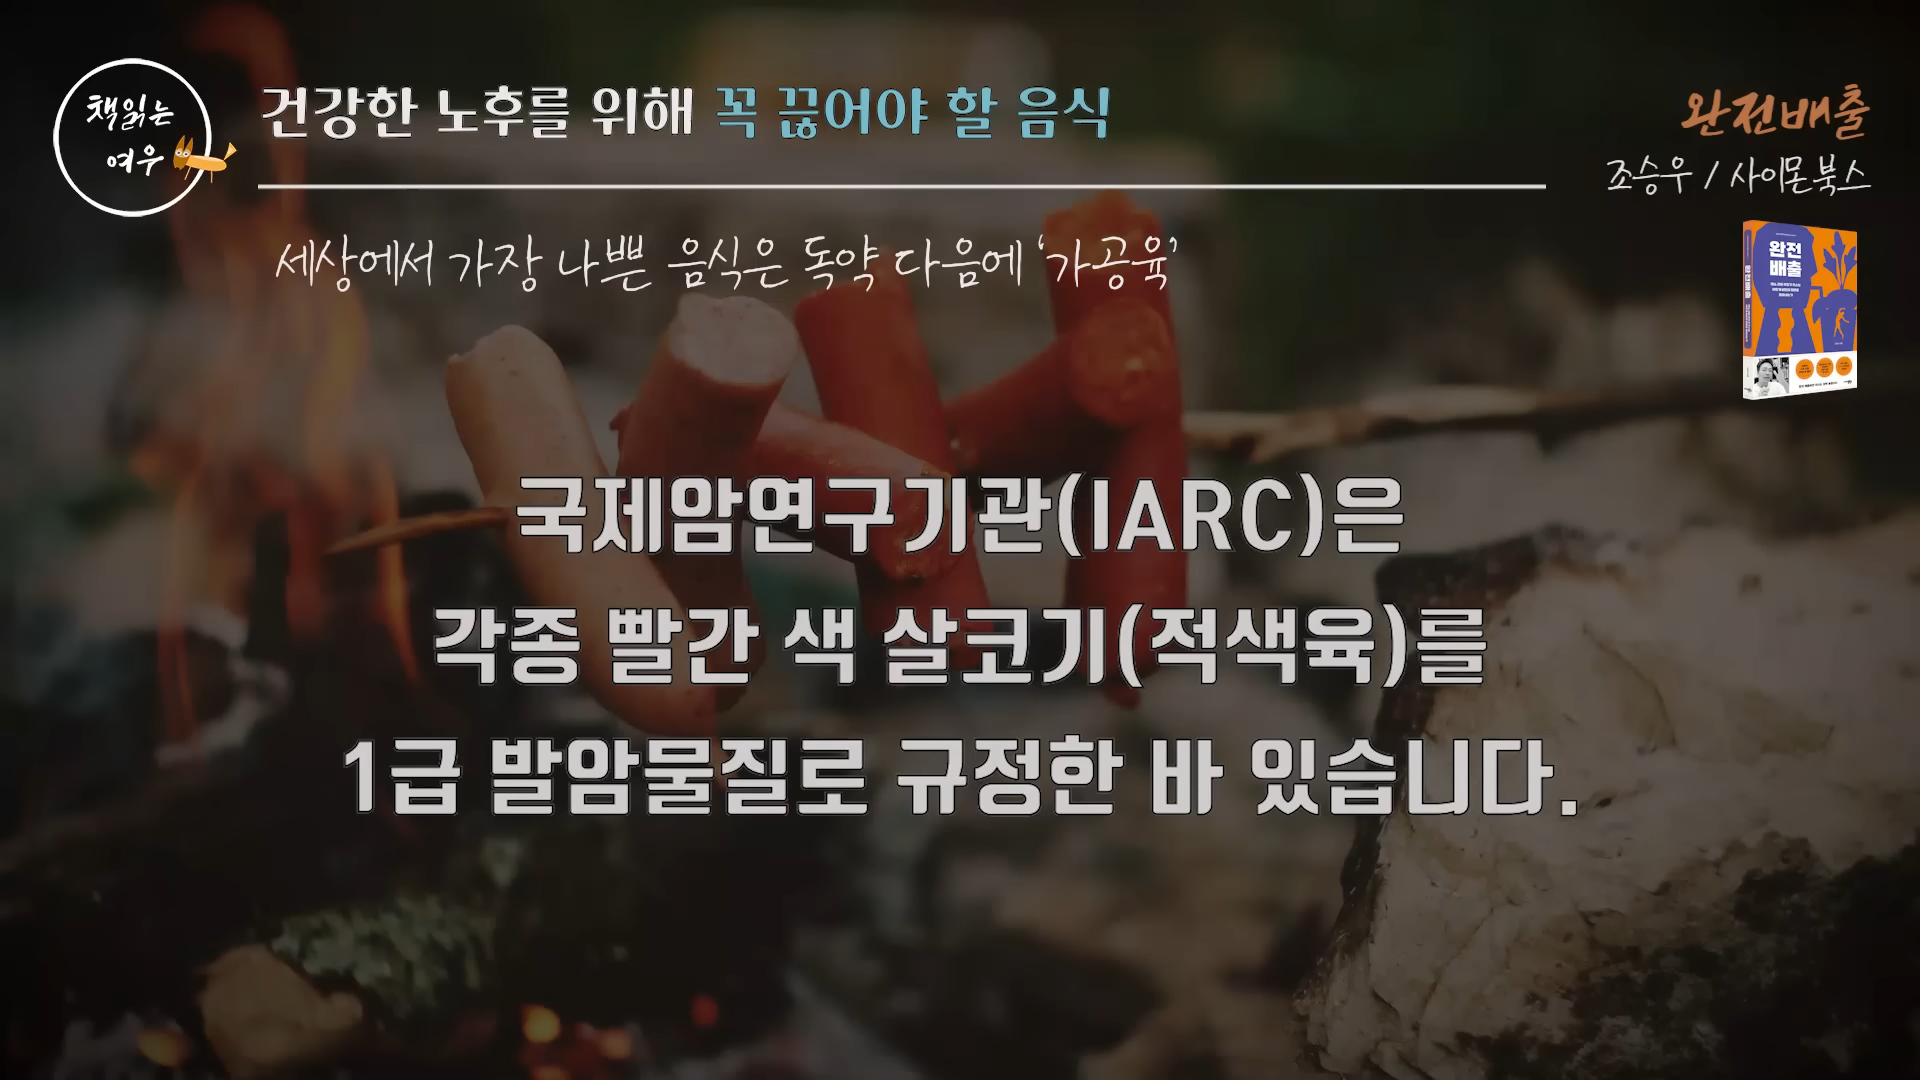 책읽는
여우
건강한 노후를 위해 꼭 끊어야 할 음식
완전배출
조승우 / 사이몬북스
세상에서 가장 나쁜 음식은 독약 다음에 ‘가공육’
완전
배출
국제암연구기관(IARC)은
각종 빨간 색 살코기(적색육)를
1급 발암물질로 규정한 바 있습니다.